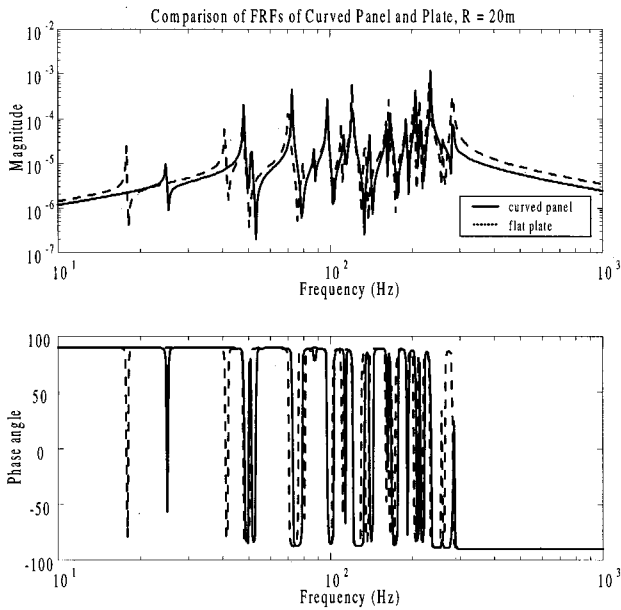 Comparison of FRFs of Curved Panel and Plate, R = 20m
10^-2
10^-3
10^-4
10^-5
10^-6
10^-7
Magnitude
curved panel
flat plate
10^1
10^2
10^3
Frequency (Hz)
100
50
0
-50
-100
Phase angle
10^1
10^2
10^3
Frequency (Hz)